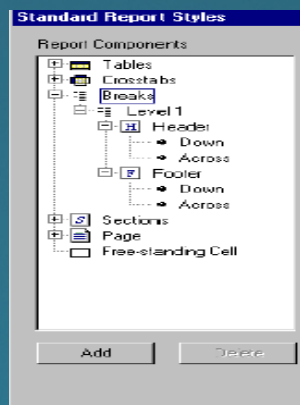 Standard Report Styles
Report Components
Tables
Crosstabs
Breaks
Level 1
H Header
Down
Across
F Footer
Down
Across
S Sections
Page
Free-standing Cell
Add Delete